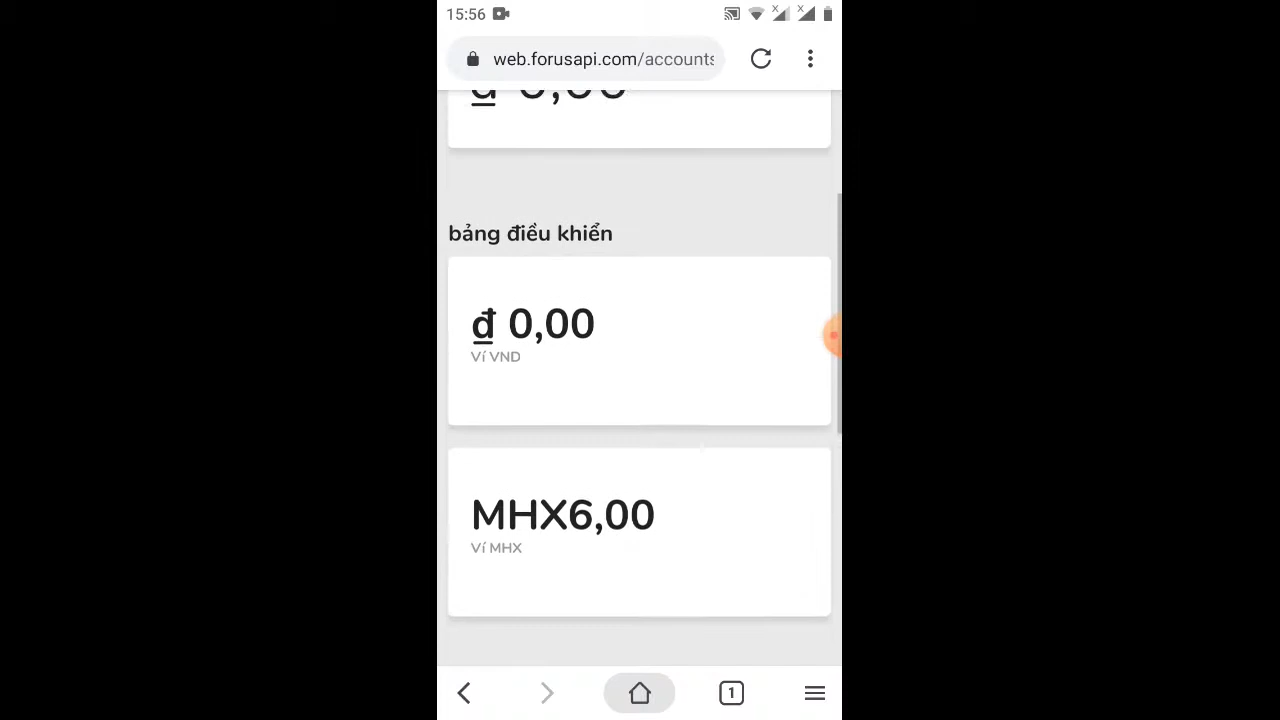 15:56
web.forusapi.com/accounts
₫ 0,00
bảng điều khiển
₫ 0,00
Ví VND
MHX6,00
Ví MHX
1